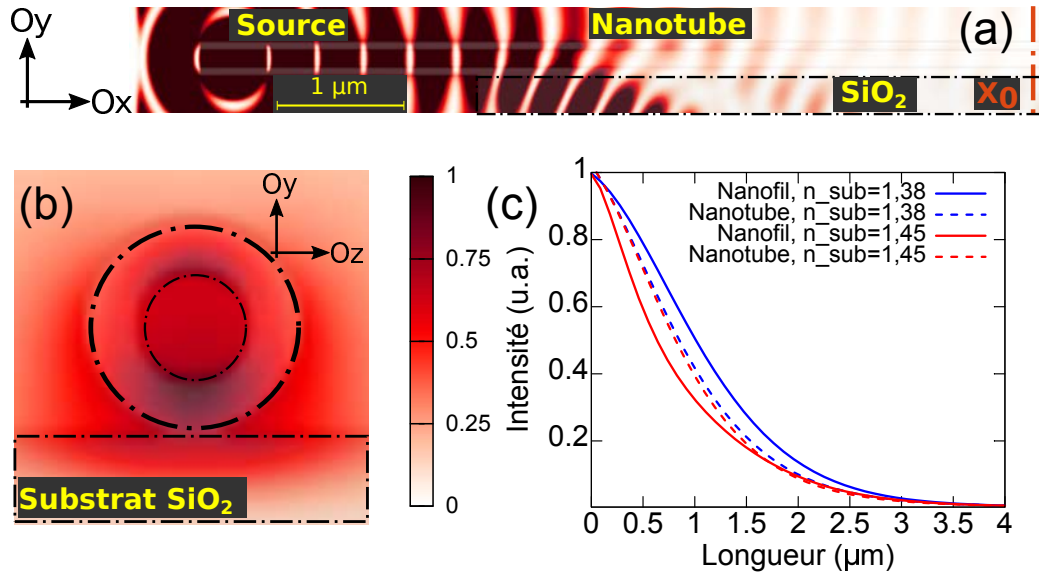 Oy
Ox
Source
Nanotube
(a)
1 µm
SiO₂
X₀
(b)
Oy
Oz
Substrat SiO₂
1
0.75
0.5
0.25
0
(c)
Nanofil, n_sub=1,38
Nanotube, n_sub=1,38
Nanofil, n_sub=1,45
Nanotube, n_sub=1,45
Intensité (u.a.)
1
0.8
0.6
0.4
0.2
0 0.5 1 1.5 2 2.5 3 3.5 4
Longueur (µm)